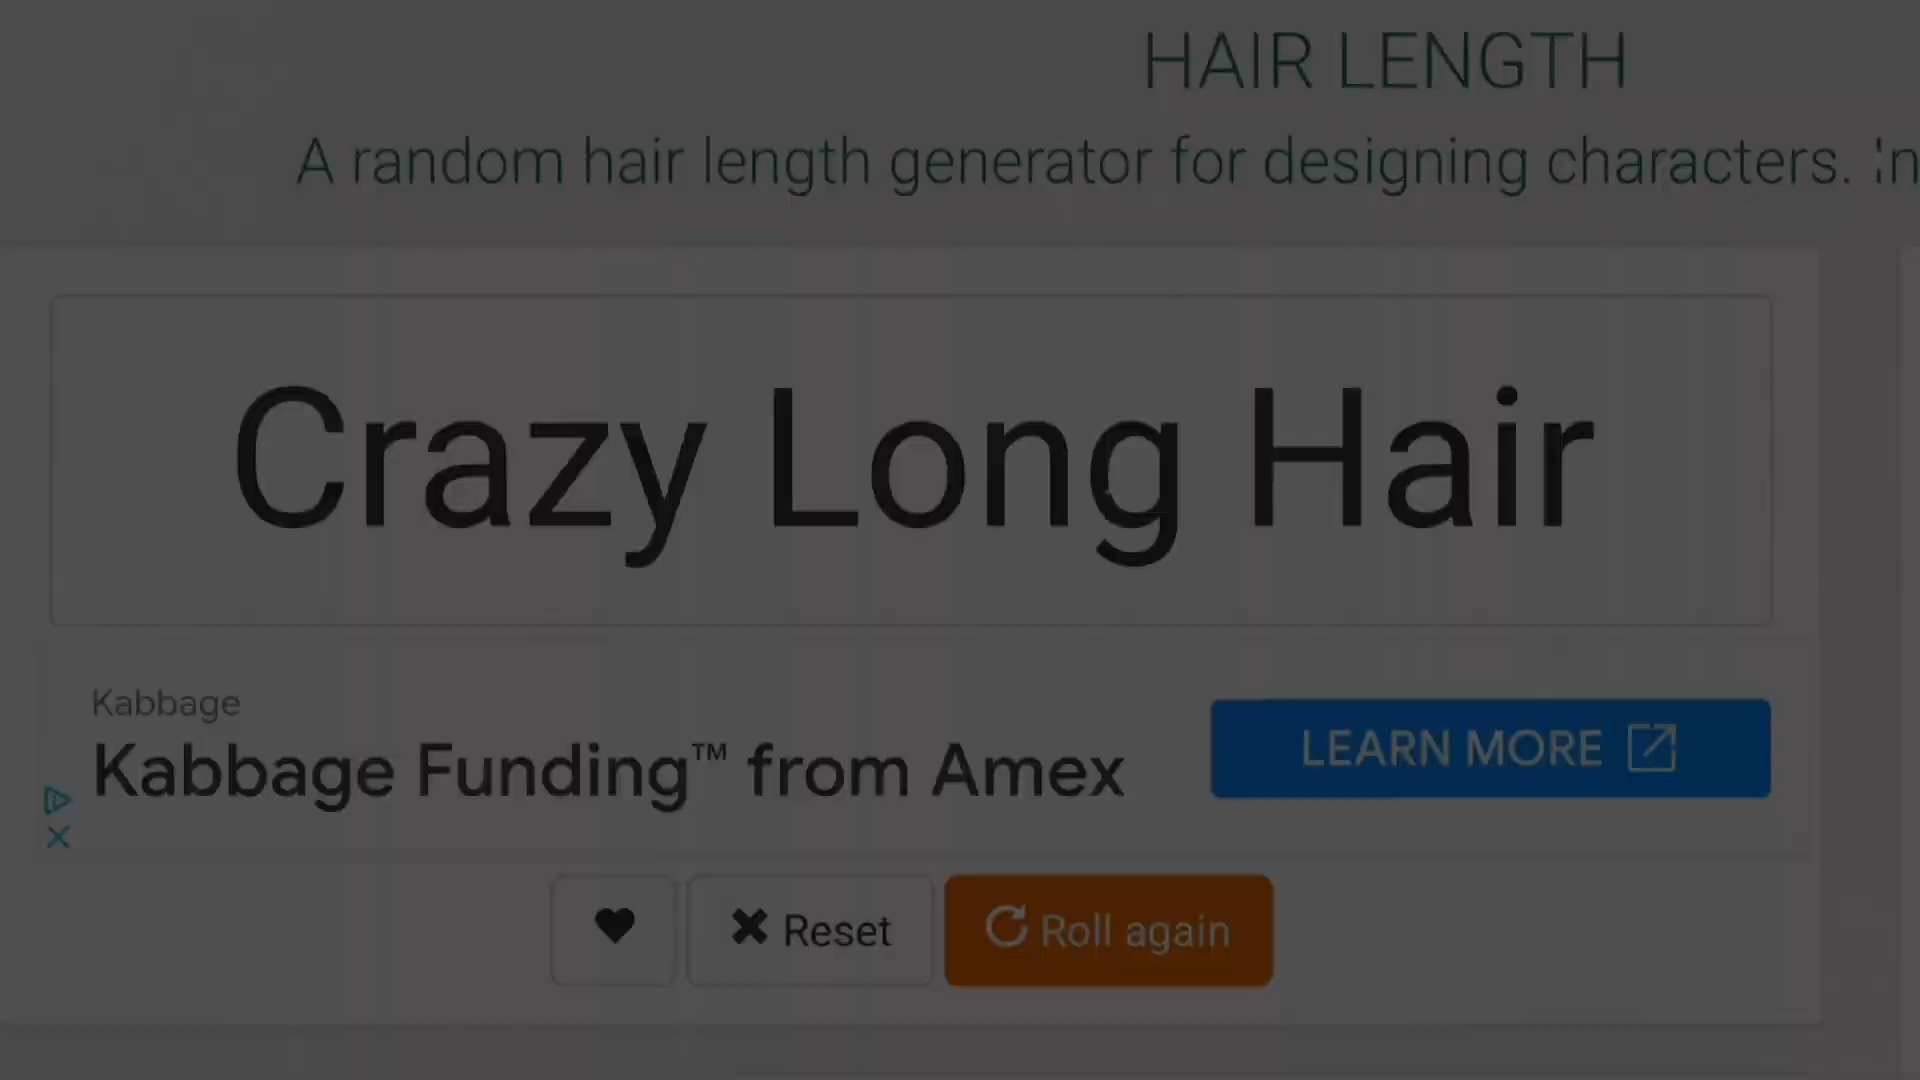 HAIR LENGTH
A random hair length generator for designing characters. In
Crazy Long Hair
Kabbage
Kabbage Funding™ from Amex
LEARN MORE
Reset
Roll again